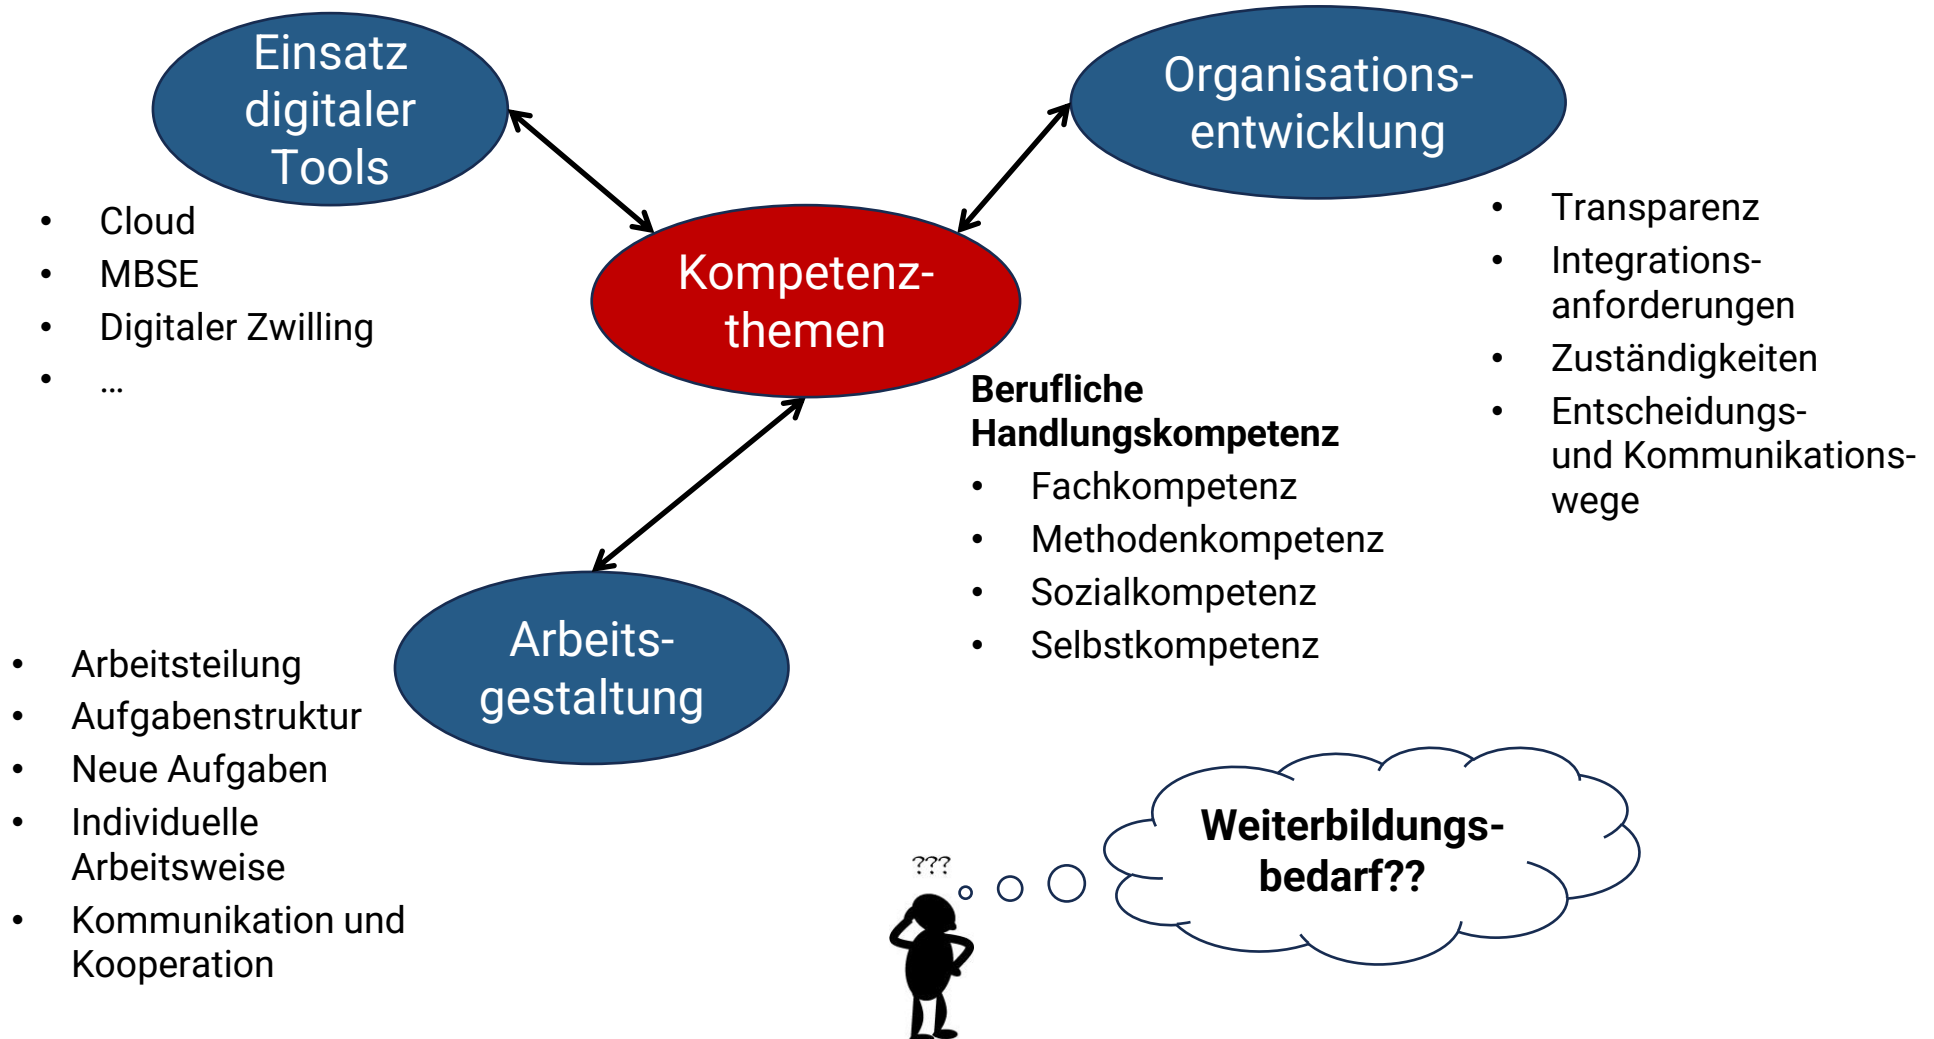 Einsatz
digitaler
Tools
• Cloud
• MBSE
• Digitaler Zwilling
• …
Organisations-
entwicklung
• Transparenz
• Integrations-
anforderungen
• Zuständigkeiten
• Entscheidungs-
und Kommunikations-
wege
Kompetenz-
themen
Berufliche
Handlungskompetenz
• Fachkompetenz
• Methodenkompetenz
• Sozialkompetenz
• Selbstkompetenz
Arbeits-
gestaltung
• Arbeitsteilung
• Aufgabenstruktur
• Neue Aufgaben
• Individuelle
Arbeitsweise
• Kommunikation und
Kooperation
???
Weiterbildungs-
bedarf??